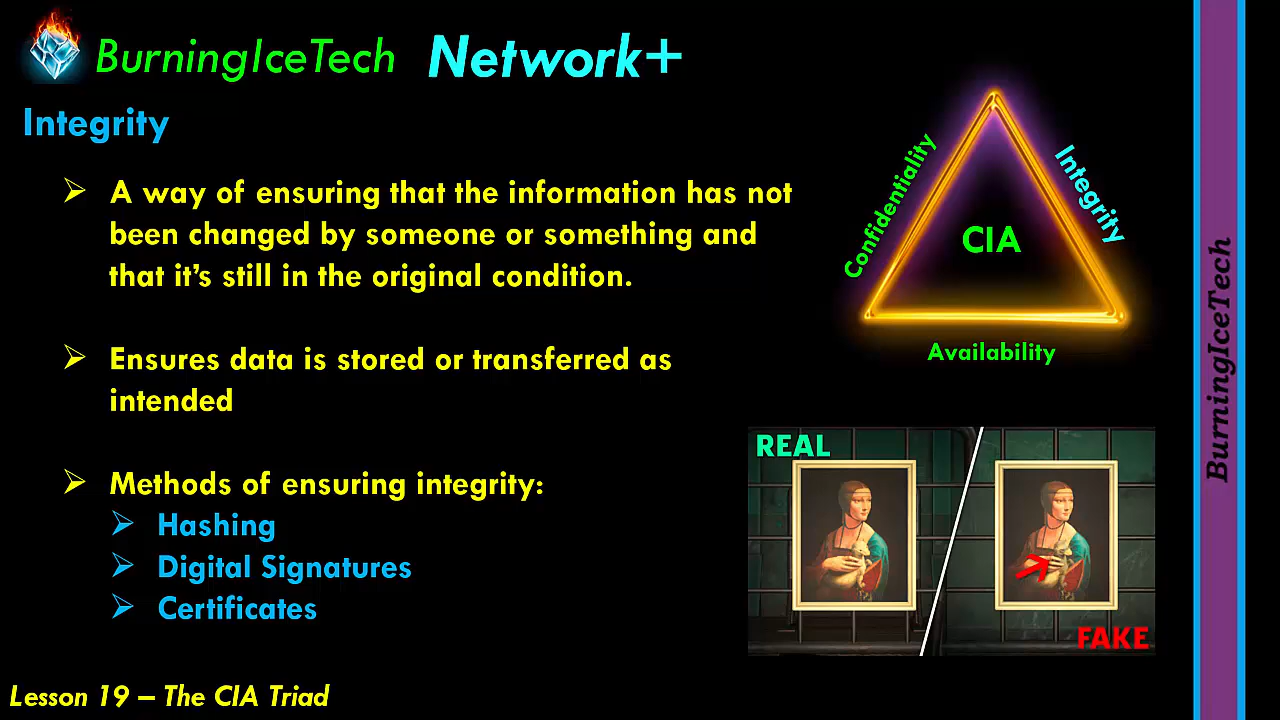 BurningIceTech Network+
Integrity
➢ A way of ensuring that the information has not
been changed by someone or something and
that it's still in the original condition.
➢ Ensures data is stored or transferred as
intended
➢ Methods of ensuring integrity:
➢ Hashing
➢ Digital Signatures
➢ Certificates
Confidentiality
Integrity
CIA
Availability
REAL
FAKE
BurningIceTech
Lesson 19 – The CIA Triad